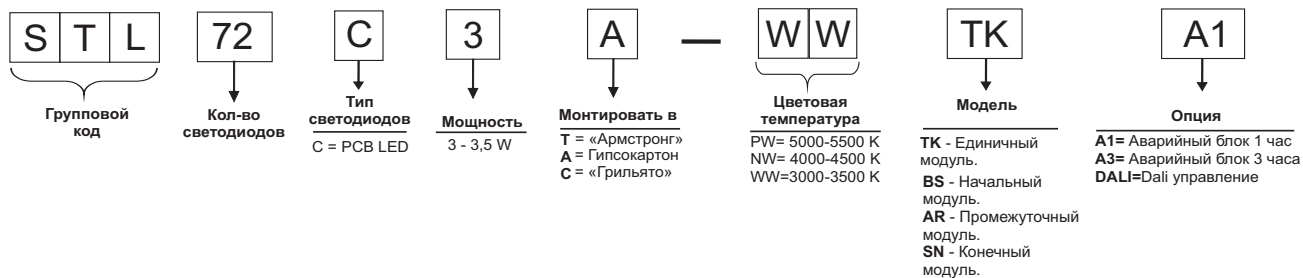 STL 72 C 3 A — WW TK A1
Групповой
код
Кол-во
светодиодов
Тип
светодиодов
C = PCB LED
Мощность
3 - 3,5 W
Монтировать в
T = «Армстронг»
A = Гипсокартон
C = «Грильято»
Цветовая
температура
PW= 5000-5500 K
NW= 4000-4500 K
WW=3000-3500 K
Модель
TK - Единичный
модуль.
BS - Начальный
модуль.
AR - Промежуточный
модуль.
SN - Конечный
модуль.
Опция
A1= Аварийный блок 1 час
A3= Аварийный блок 3 часа
DALI=Dali управление